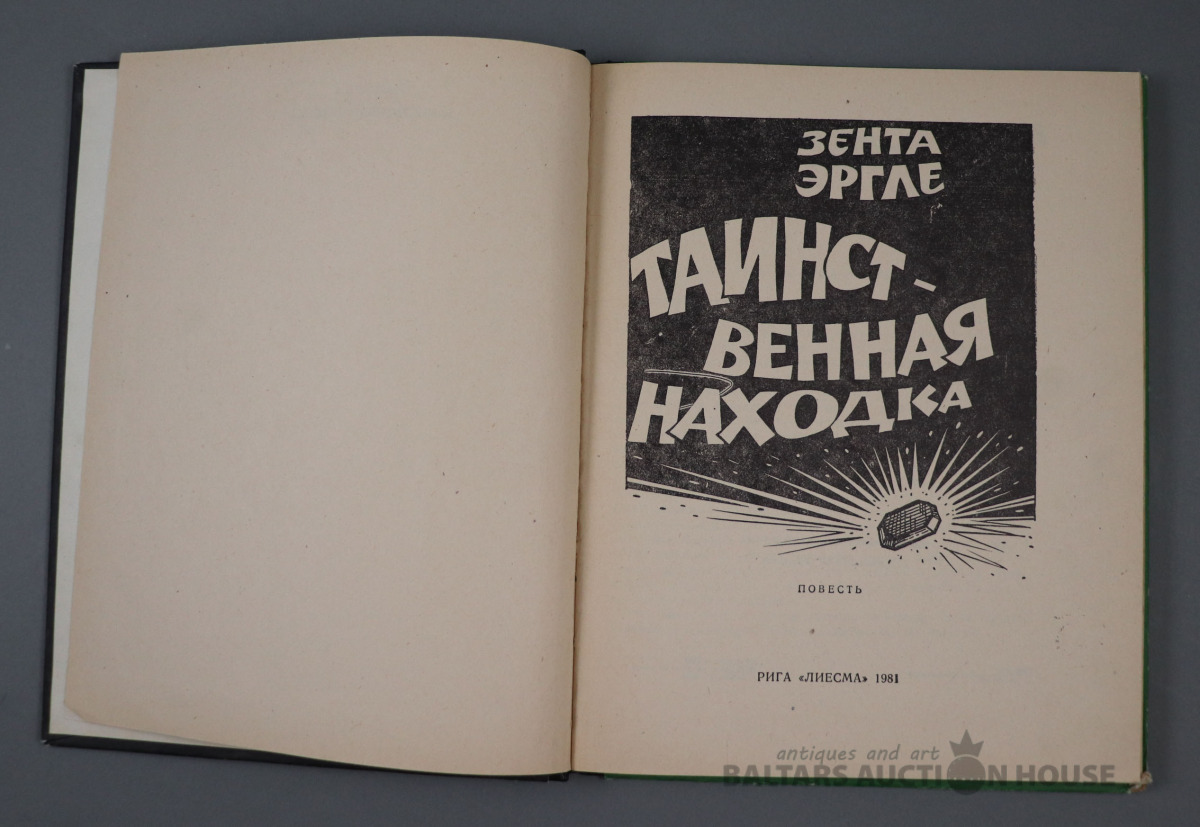 ЗЕНТА
ЭРГЛЕ
ТАИНСТ-
ВЕННАЯ
НАХОДКА
ПОВЕСТЬ
РИГА «ЛИЕСМА» 1981
antiques and art
BALTARS AUCTION HOUSE